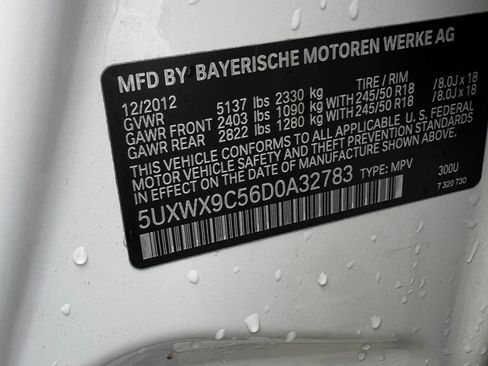 MFD BY BAYERISCHE MOTOREN WERKE AG
12/2012 TIRE / RIM
GVWR 5137 lbs 2330 kg
GAWR FRONT 2403 lbs 1090 kg WITH 245/50 R18 /8.0J x 18
GAWR REAR 2822 lbs 1280 kg WITH 245/50 R18 /8.0J x 18
THIS VEHICLE CONFORMS TO ALL APPLICABLE U. S. FEDERAL
MOTOR VEHICLE SAFETY AND THEFT PREVENTION STANDARDS
IN EFFECT ON THE DATE OF MANUFACTURE SHOWN ABOVE.
5UXWX9C56D0A32783 TYPE: MPV 300U
7 320 730